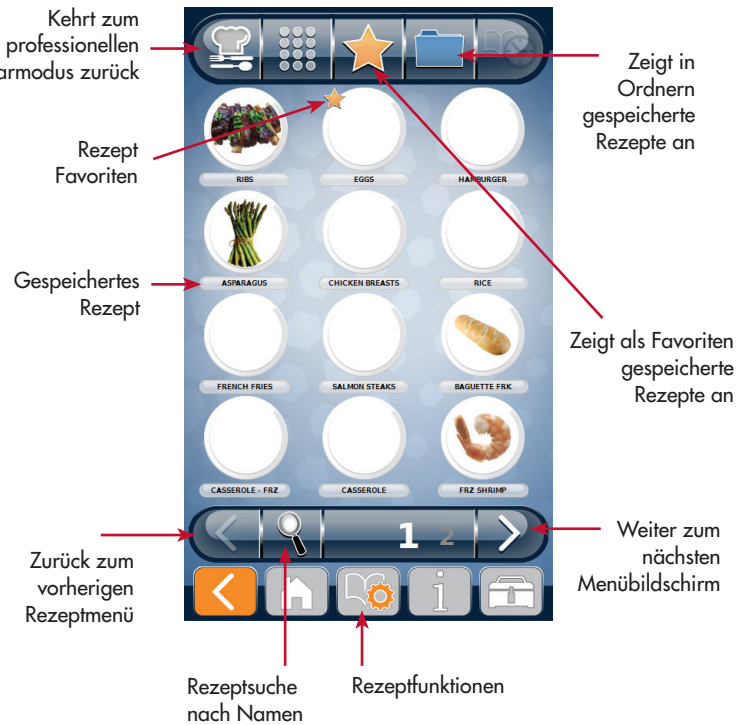 Kehrt zum
professionellen
armodus zurück
Zeigt in
Ordnern
gespeicherte
Rezepte an
Rezept
Favoriten
RIBS
EGGS
HAMBURGER
Gespeichertes
Rezept
ASPARAGUS
CHICKEN BREASTS
RICE
Zeigt als Favoriten
gespeicherte
Rezepte an
FRENCH FRIES
SALMON STEAKS
BAGUETTE FRK
CASSEROLE - FRZ
CASSEROLE
FRZ SHRIMP
1 2
Zurück zum
vorherigen
Rezeptmenü
Weiter zum
nächsten
Menübildschirm
Rezeptsuche
nach Namen
Rezeptfunktionen